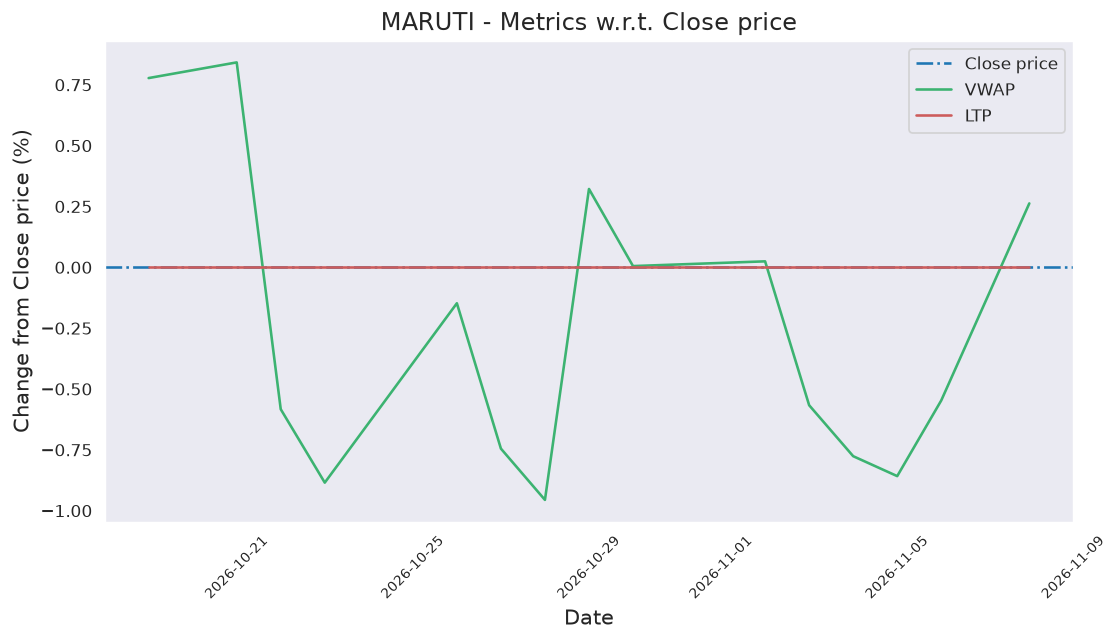 MARUTI - Metrics w.r.t. Close price
Close price
VWAP
LTP
Change from Close price (%)
0.75
0.50
0.25
0.00
−0.25
−0.50
−0.75
−1.00
2026-10-21
2026-10-25
2026-10-29
2026-11-01
2026-11-05
2026-11-09
Date